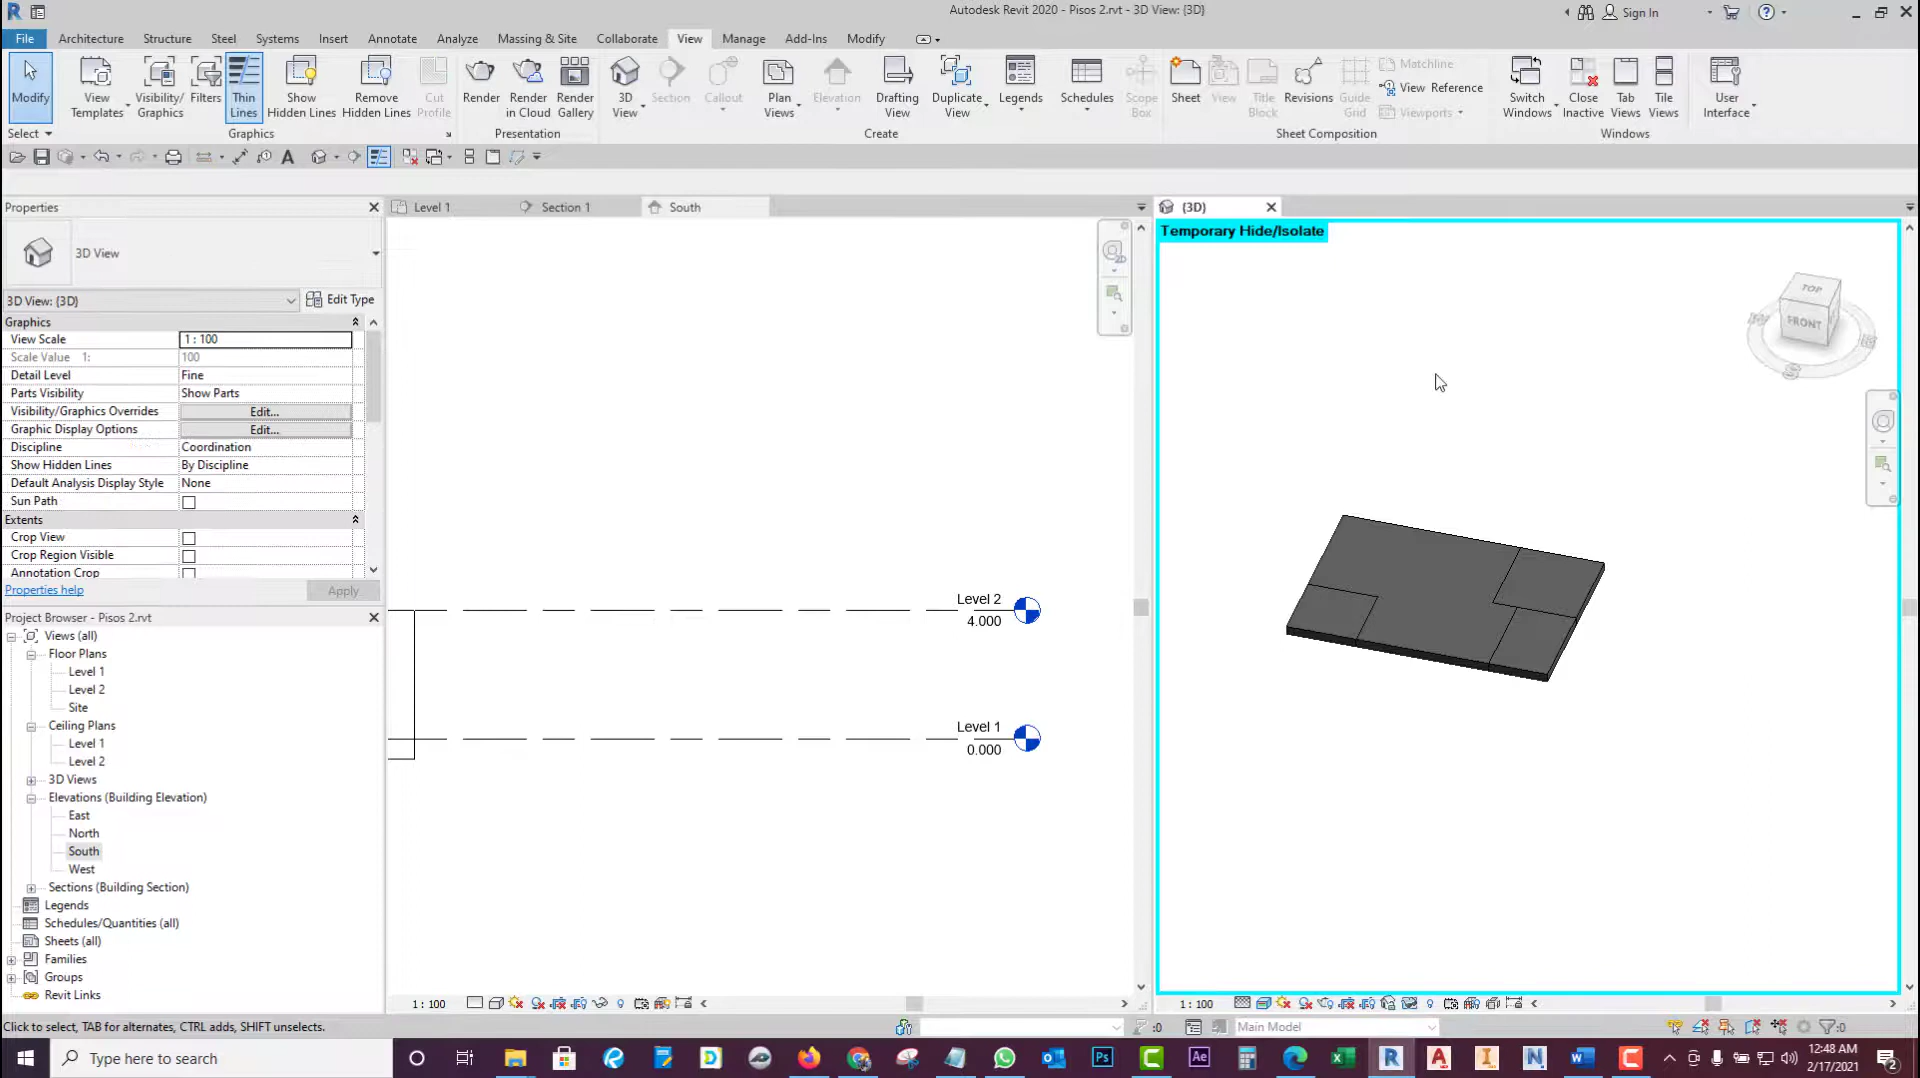 Autodesk Revit 2020 - Pisos 2.rvt - 3D View: {3D}
Sign In
File Architecture Structure Steel Systems Insert Annotate Analyze Massing & Site Collaborate View Manage Add-Ins Modify
Modify
View Templates
Visibility/ Graphics
Filters
Thin Lines
Show Hidden Lines
Remove Hidden Lines
Cut Profile
Render
Render in Cloud
Render Gallery
3D View
Section
Callout
Plan Views
Elevation
Drafting View
Duplicate View
Legends
Schedules
Scope Box
Sheet
View
Title Block
Revisions
Guide Grid
Matchline
View Reference
Viewports
Switch Windows
Close Inactive
Tab Views
Tile Views
User Interface
Select
Graphics
Presentation
Create
Sheet Composition
Windows
Properties
3D View
3D View: {3D}
Edit Type
Graphics
View Scale 1 : 100
Scale Value 1: 100
Detail Level Fine
Parts Visibility Show Parts
Visibility/Graphics Overrides Edit...
Graphic Display Options Edit...
Discipline Coordination
Show Hidden Lines By Discipline
Default Analysis Display Style None
Sun Path
Extents
Crop View
Crop Region Visible
Annotation Crop
Properties help
Apply
Project Browser - Pisos 2.rvt
Views (all)
Floor Plans
Level 1
Level 2
Site
Ceiling Plans
Level 1
Level 2
3D Views
Elevations (Building Elevation)
East
North
South
West
Sections (Building Section)
Legends
Schedules/Quantities (all)
Sheets (all)
Families
Groups
Revit Links
Level 1
Section 1
South
2D
Level 2
4.000
Level 1
0.000
1 : 100
{3D}
Temporary Hide/Isolate
TOP
FRONT
S
1 : 100
Click to select, TAB for alternates, CTRL adds, SHIFT unselects.
:0
Main Model
:0
Type here to search
Ps
Ae
12:48 AM
2/17/2021
2